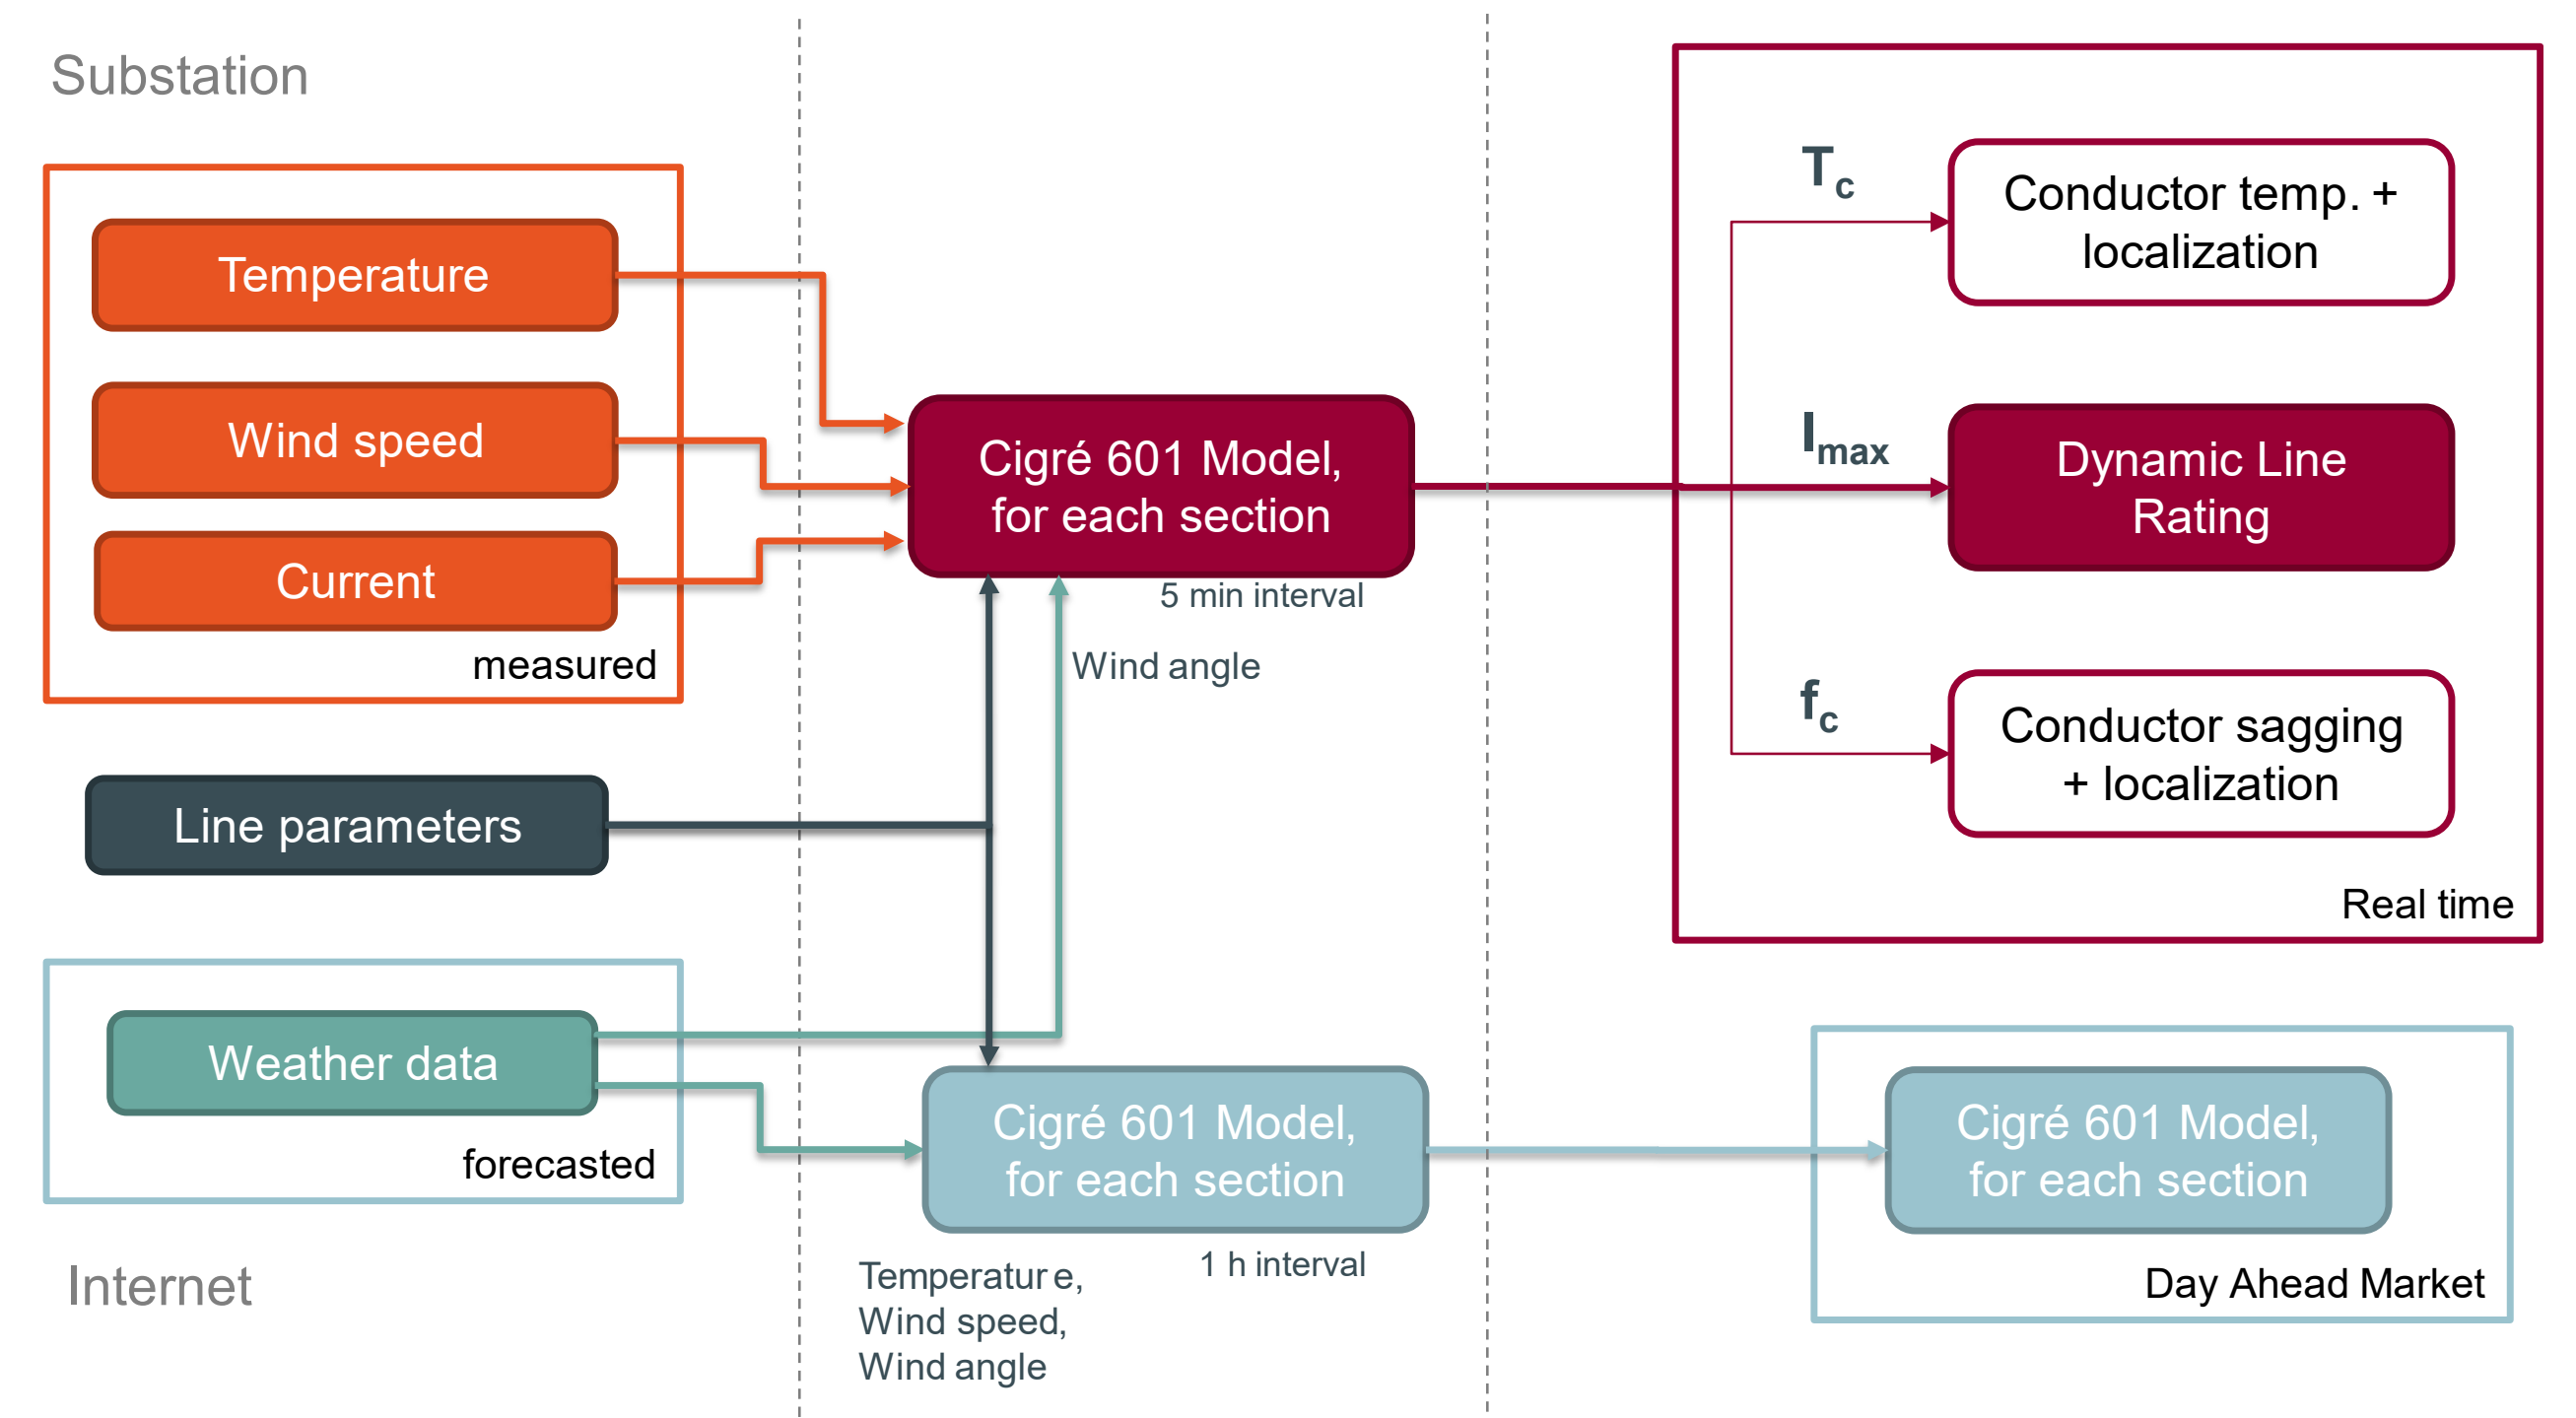 Substation
Temperature
Wind speed
Current
measured
Line parameters
Weather data
forecasted
Internet
Cigré 601 Model,
for each section
5 min interval
Wind angle
Cigré 601 Model,
for each section
1 h interval
Temperature,
Wind speed,
Wind angle
Tc
Conductor temp. +
localization
Imax
Dynamic Line
Rating
fc
Conductor sagging
+ localization
Real time
Cigré 601 Model,
for each section
Day Ahead Market